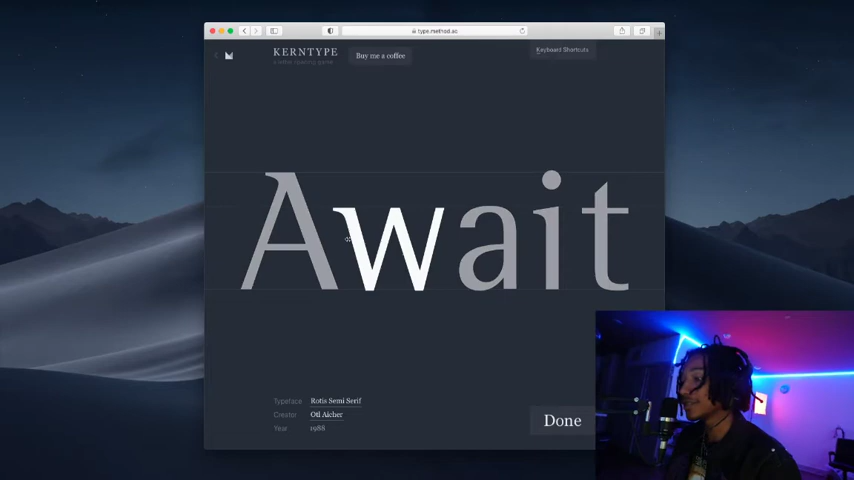 type.method.ac
KERNTYPE
a letter spacing game
Buy me a coffee
Keyboard Shortcuts
Await
Typeface Rotis Semi Serif
Creator Otl Aicher
Year 1988
Done